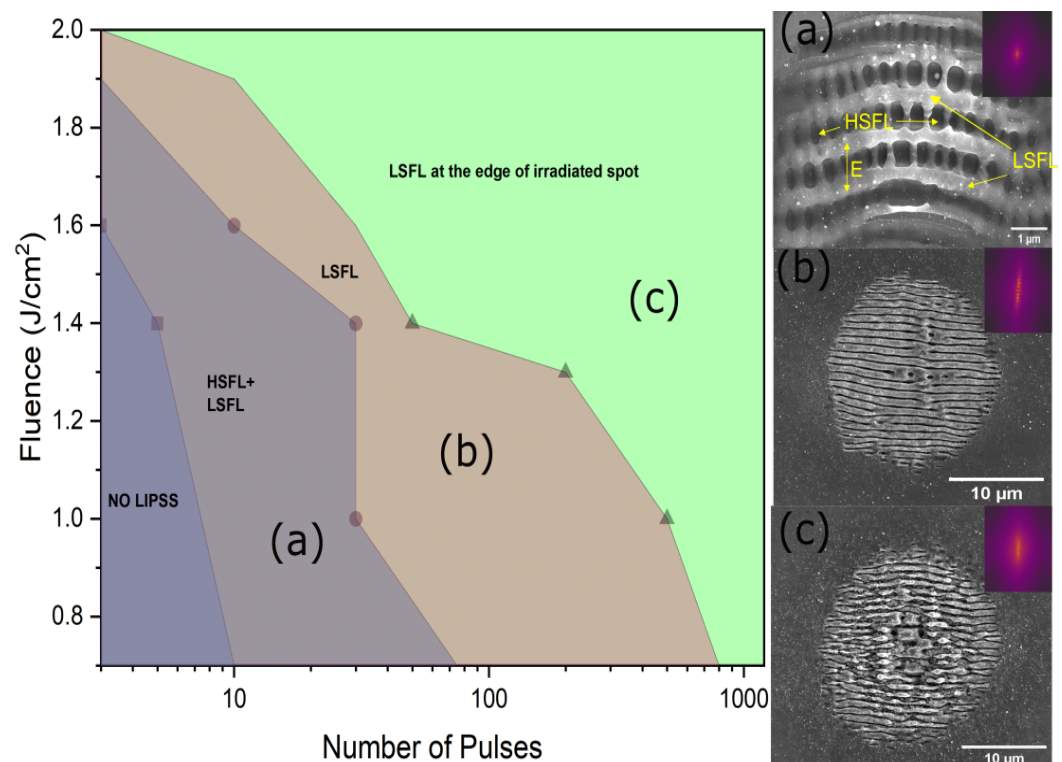 2.0
1.8
1.6
1.4
1.2
1.0
0.8
Fluence (J/cm²)
LSFL at the edge of irradiated spot
LSFL
(c)
HSFL+
LSFL
(b)
NO LIPSS
(a)
10
100
1000
Number of Pulses
(a)
HSFL
LSFL
E
1 µm
(b)
10 µm
(c)
10 µm